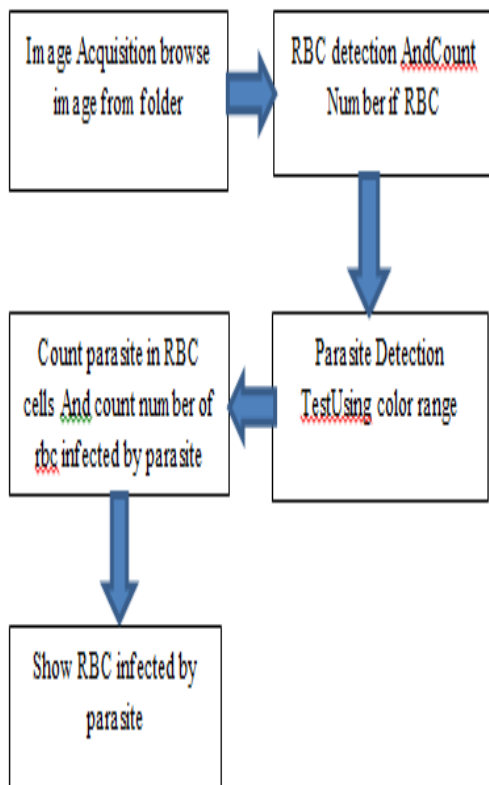 Image Acquisition browse
image from folder
RBC detection AndCount
Number if RBC
Parasite Detection
TestUsing color range
Count parasite in RBC
cells And count number of
rbc infected by parasite
Show RBC infected by
parasite